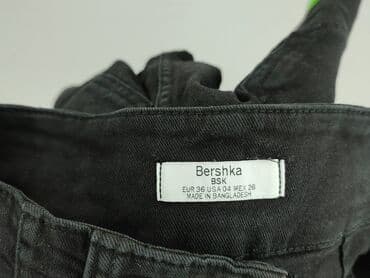 Bershka
BSK
EUR 36 USA 04 MEX 26
MADE IN BANGLADESH